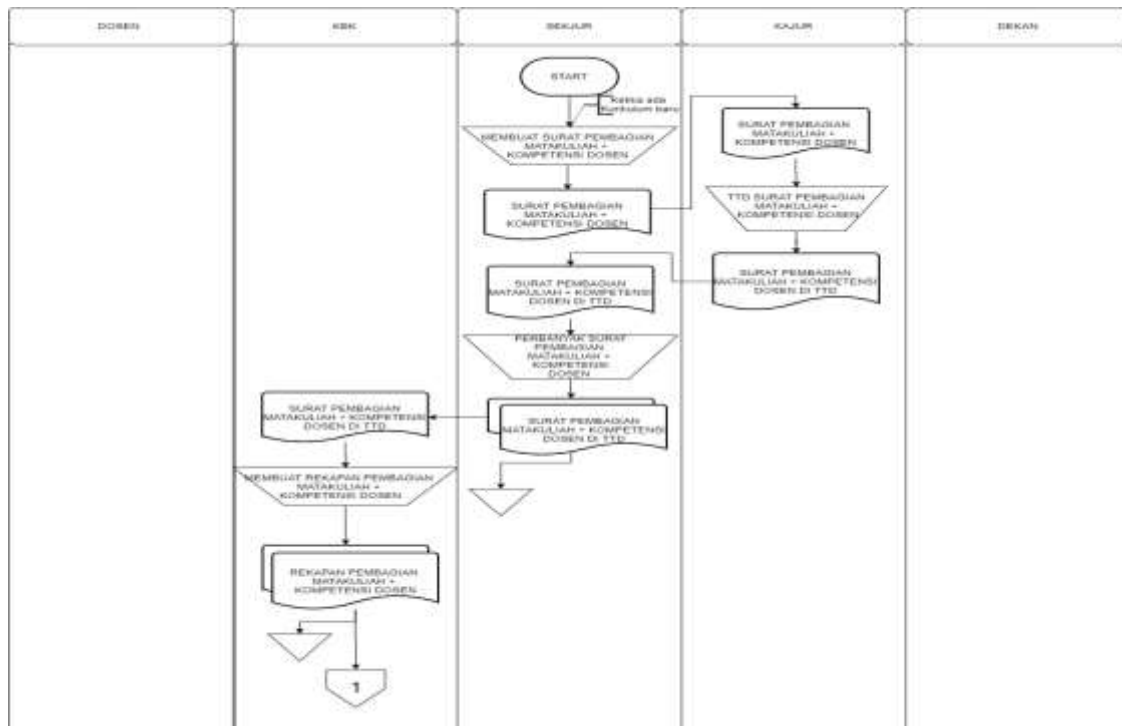 DOSEN
KBK
SEKJUR
KAJUR
DEKAN
START
Ketika ada
Kurikulum baru
MEMBUAT SURAT PEMBAGIAN
MATAKULIAH +
KOMPETENSI DOSEN
SURAT PEMBAGIAN
MATAKULIAH +
KOMPETENSI DOSEN
SURAT PEMBAGIAN
MATAKULIAH +
KOMPETENSI DOSEN
TTD SURAT PEMBAGIAN
MATAKULIAH +
KOMPETENSI DOSEN
SURAT PEMBAGIAN
MATAKULIAH + KOMPETENSI
DOSEN DI TTD
SURAT PEMBAGIAN
MATAKULIAH + KOMPETENSI
DOSEN DI TTD
PERBANYAK SURAT
PEMBAGIAN
MATAKULIAH +
KOMPETENSI
DOSEN
SURAT PEMBAGIAN
MATAKULIAH + KOMPETENSI
DOSEN DI TTD
SURAT PEMBAGIAN
MATAKULIAH + KOMPETENSI
DOSEN DI TTD
MEMBUAT REKAPAN PEMBAGIAN
MATAKULIAH +
KOMPETENSI DOSEN
REKAPAN PEMBAGIAN
MATAKULIAH +
KOMPETENSI DOSEN
1